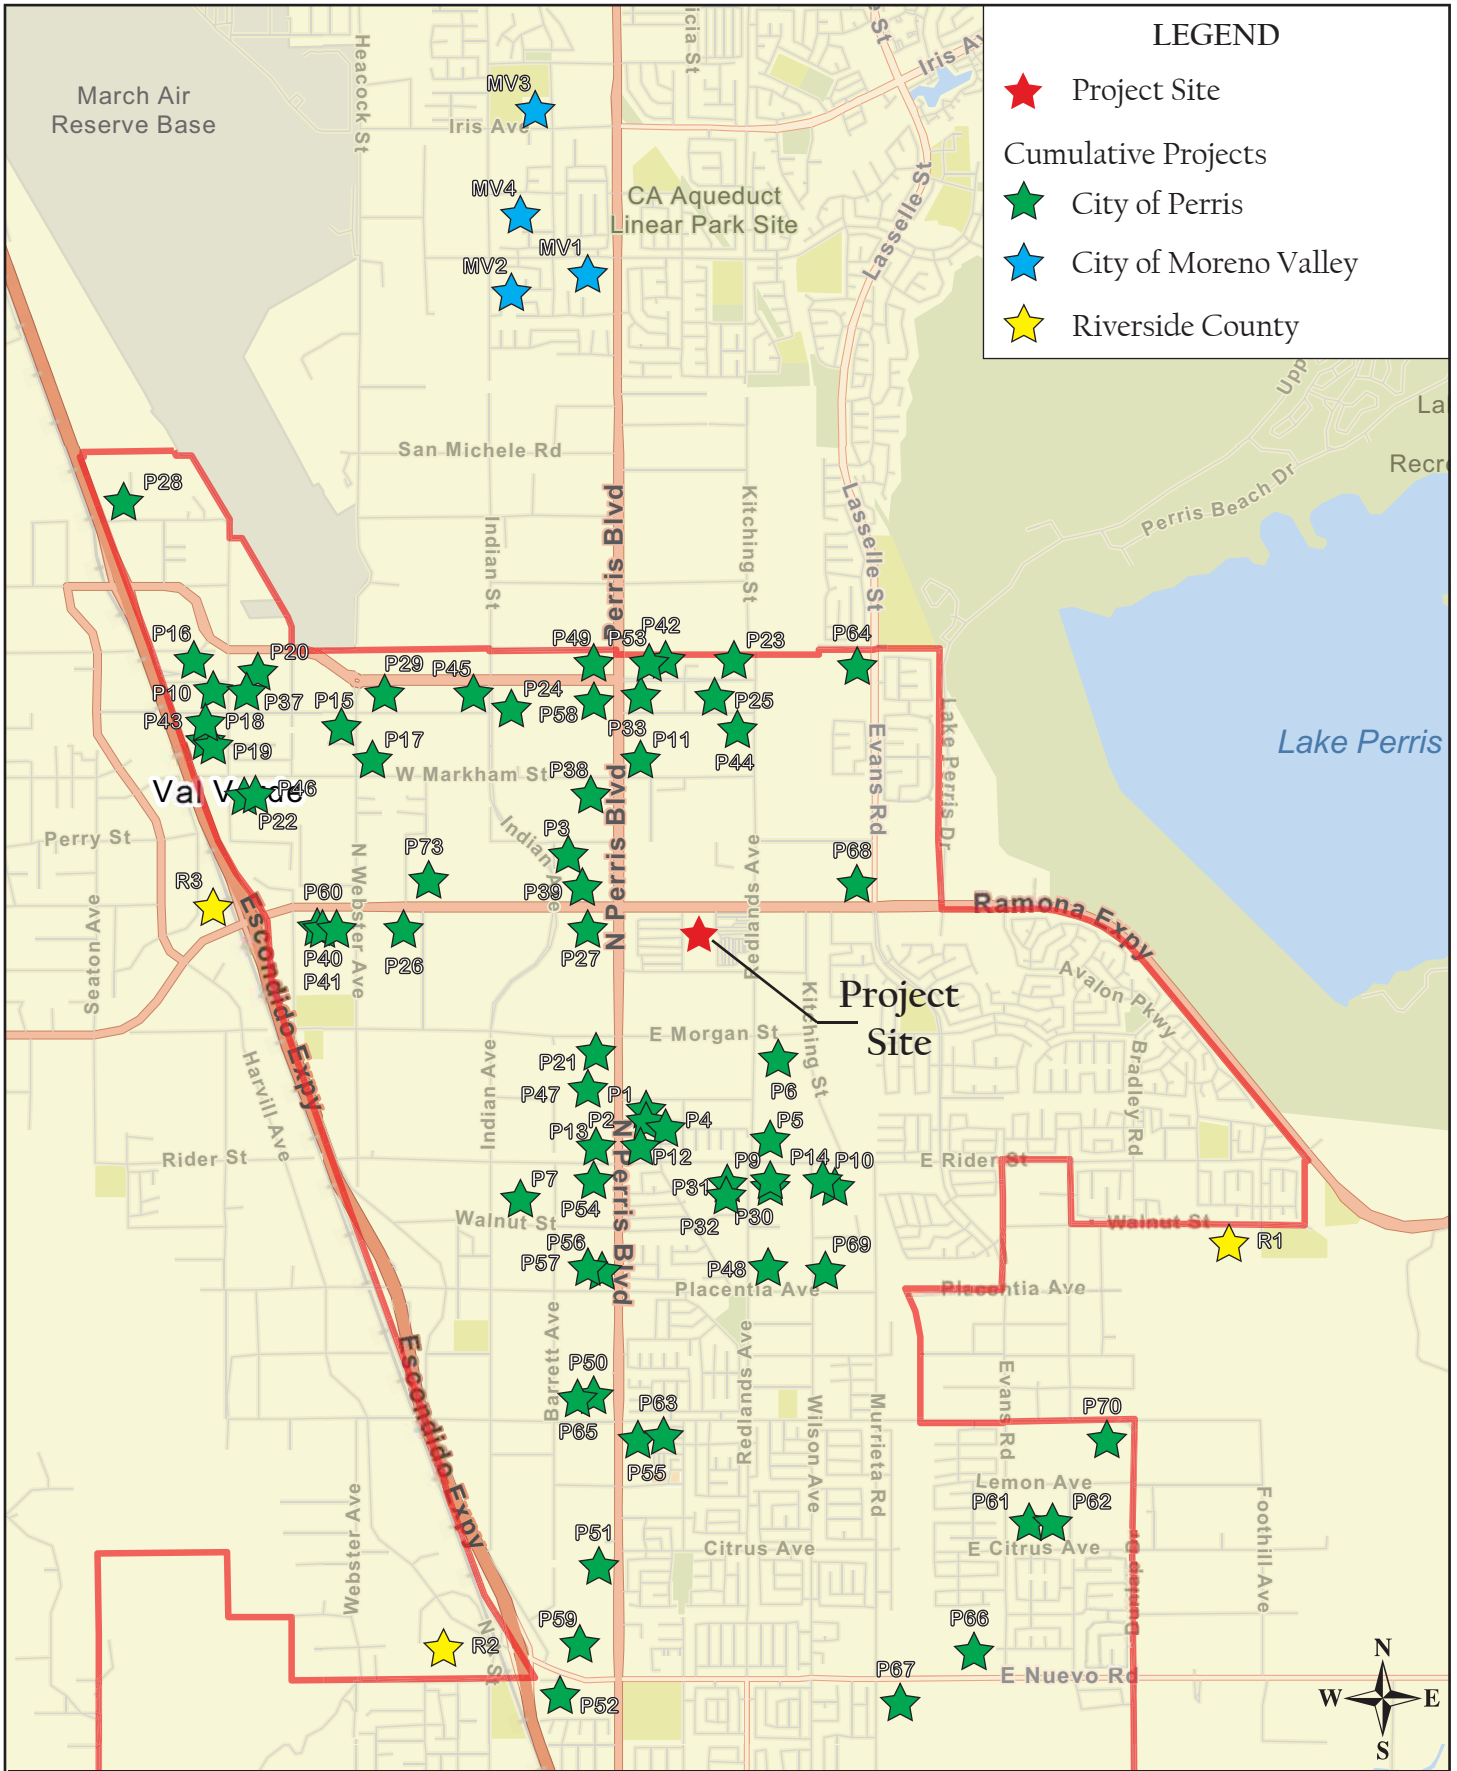 LEGEND
Project Site
Cumulative Projects
City of Perris
City of Moreno Valley
Riverside County
March Air
Reserve Base
Heacock St
MV3
Iris Ave
MV4
CA Aqueduct
Linear Park Site
MV1
MV2
Lasselle St
San Michele Rd
P28
Indian St
Perris Blvd
Kitching St
Lasselle St
Perris Beach Dr
Lake Perris
P16
P20
P29
P45
P49
P53
P42
P23
P64
P10
P37
P15
P24
P58
P33
P25
P43
P18
P19
P17
P11
P44
W Markham St
P38
Val Verde
P46
P22
N Perris Blvd
Evans Rd
Lake Perris Dr
Perry St
Indian Ave
P3
P73
P39
P68
R3
P60
N Webster Ave
Seaton Ave
Escondido Expy
P40
P41
P26
P27
Redlands Ave
Ramona Expy
Project
Site
Kitching St
Avalon Pkwy
E Morgan St
Harvill Ave
Indian Ave
P21
P47
P1
P6
Bradley Rd
P2
P4
P5
P13
P12
Rider St
P9
P14
P10
E Rider St
P7
P31
P54
P32
P30
Walnut St
N Perris Blvd
Walnut St
R1
P56
P57
P48
P69
Placentia Ave
Placentia Ave
Escondido Expy
Barrett Ave
P50
P65
P63
P55
Redlands Ave
Wilson Ave
Murrieta Rd
Evans Rd
P70
Lemon Ave
P61
P62
Webster Ave
P51
Citrus Ave
E Citrus Ave
Foothill Ave
P59
R2
P66
P67
E Nuevo Rd
P52
N
W
E
S